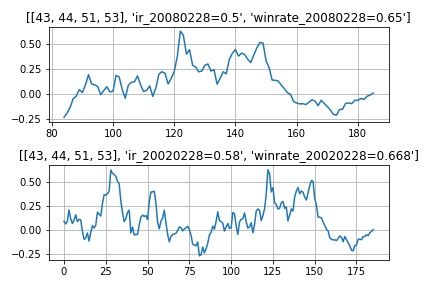 [[43, 44, 51, 53], 'ir_20080228=0.5', 'winrate_20080228=0.65']
0.50
0.25
0.00
−0.25
80 100 120 140 160 180
[[43, 44, 51, 53], 'ir_20020228=0.58', 'winrate_20020228=0.668']
0.50
0.25
0.00
−0.25
0 25 50 75 100 125 150 175